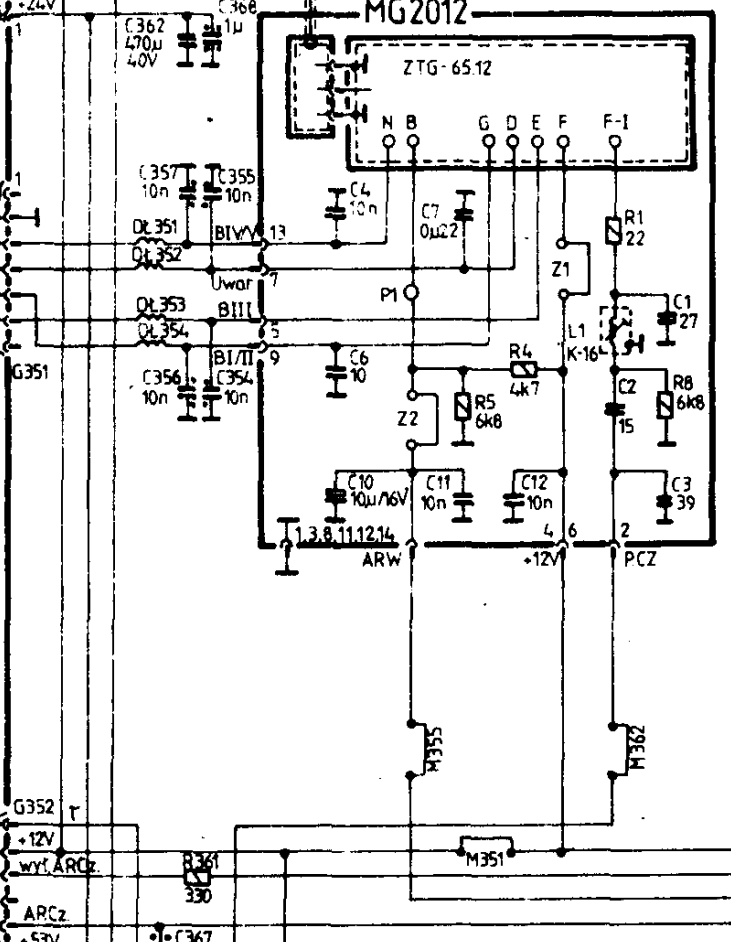 +24V
1
C362
470μ
40V
C368
1μ
MG2012
ZTG-65.12
N B G D E F F-I
1
C357
10n
C355
10n
C4
10n
C7
0μ22
R1
22
DŁ351
BIV/V
13
DŁ352
Uwar
7
Z1
P1
DŁ353
BIII
5
DŁ354
BI/II
9
C1
27
L1
K-16
G351
C356
10n
C354
10n
C6
10
R4
4k7
C2
15
R8
6k8
R5
6k8
Z2
C10
10μ/16V
C11
10n
C12
10n
C3
39
1,3,8,11,12,14
ARW
4 6
+12V
2
P.CZ
M355
M362
G352
+12V
wył.ARCz.
R361
330
M351
ARCz.
+53V
C367